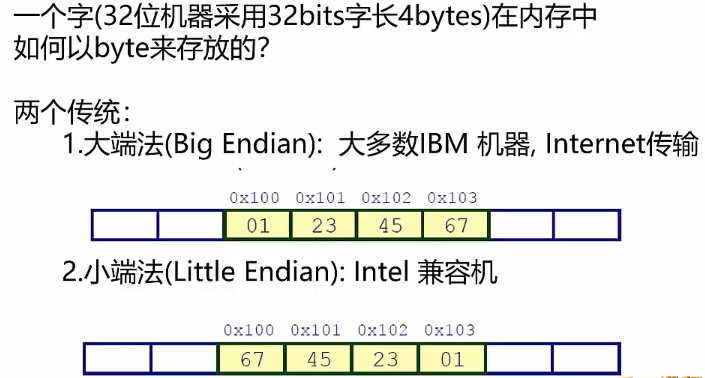 一个字(32位机器采用32bits字长4bytes)在内存中
如何以byte来存放的？
两个传统：
1.大端法(Big Endian): 大多数IBM 机器, Internet传输
0x100 0x101 0x102 0x103
01 23 45 67
2.小端法(Little Endian): Intel 兼容机
0x100 0x101 0x102 0x103
67 45 23 01